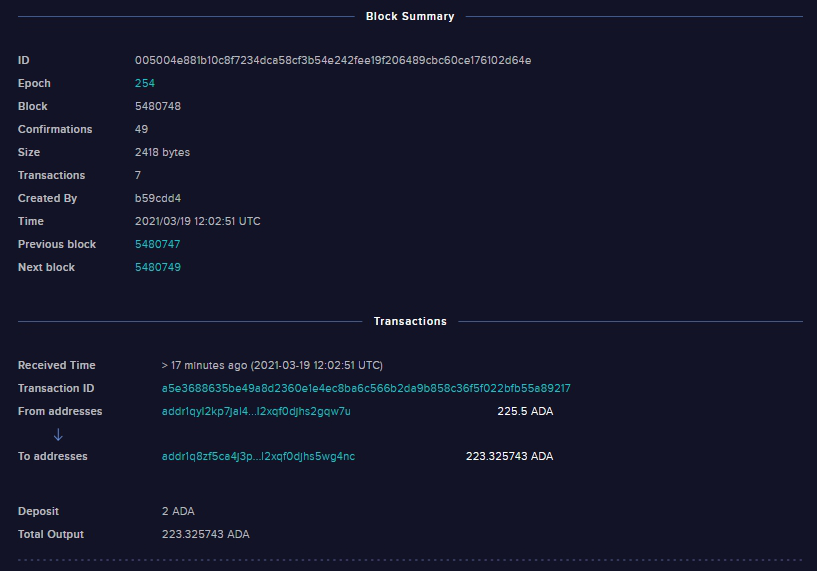 Block Summary
ID 005004e881b10c8f7234dca58cf3b54e242fee19f206489cbc60ce176102d64e
Epoch 254
Block 5480748
Confirmations 49
Size 2418 bytes
Transactions 7
Created By b59cdd4
Time 2021/03/19 12:02:51 UTC
Previous block 5480747
Next block 5480749
Transactions
Received Time > 17 minutes ago (2021-03-19 12:02:51 UTC)
Transaction ID a5e3688635be49a8d2360e1e4ec8ba6c566b2da9b858c36f5f022bfb55a89217
From addresses addr1qyl2kp7jal4...l2xqf0djhs2gqw7u 225.5 ADA
To addresses addr1q8zf5ca4j3p...l2xqf0djhs5wg4nc 223.325743 ADA
Deposit 2 ADA
Total Output 223.325743 ADA